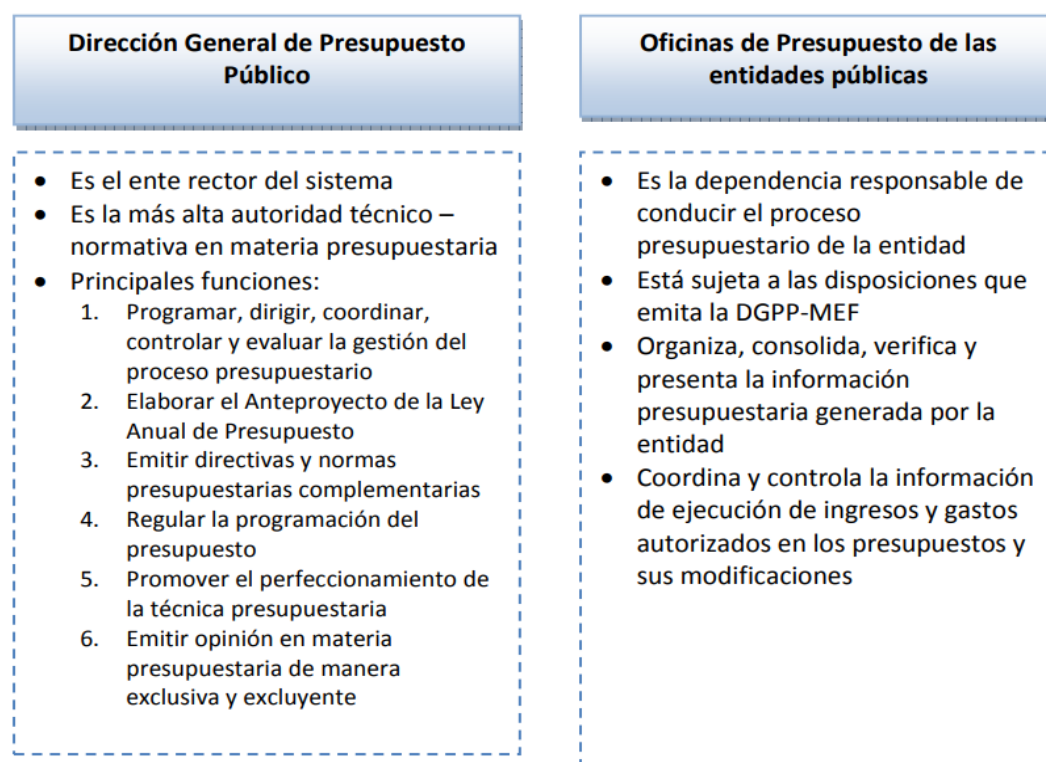 Dirección General de Presupuesto
Público
• Es el ente rector del sistema
• Es la más alta autoridad técnico –
normativa en materia presupuestaria
• Principales funciones:
1. Programar, dirigir, coordinar,
controlar y evaluar la gestión del
proceso presupuestario
2. Elaborar el Anteproyecto de la Ley
Anual de Presupuesto
3. Emitir directivas y normas
presupuestarias complementarias
4. Regular la programación del
presupuesto
5. Promover el perfeccionamiento de
la técnica presupuestaria
6. Emitir opinión en materia
presupuestaria de manera
exclusiva y excluyente
Oficinas de Presupuesto de las
entidades públicas
• Es la dependencia responsable de
conducir el proceso
presupuestario de la entidad
• Está sujeta a las disposiciones que
emita la DGPP-MEF
• Organiza, consolida, verifica y
presenta la información
presupuestaria generada por la
entidad
• Coordina y controla la información
de ejecución de ingresos y gastos
autorizados en los presupuestos y
sus modificaciones